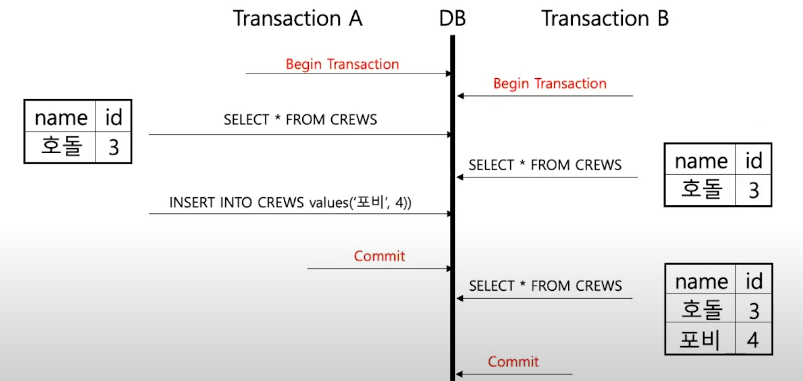 Transaction A DB Transaction B
Begin Transaction
Begin Transaction
name id
호돌 3
SELECT * FROM CREWS
SELECT * FROM CREWS
name id
호돌 3
INSERT INTO CREWS values('포비', 4))
Commit
SELECT * FROM CREWS
name id
호돌 3
포비 4
Commit